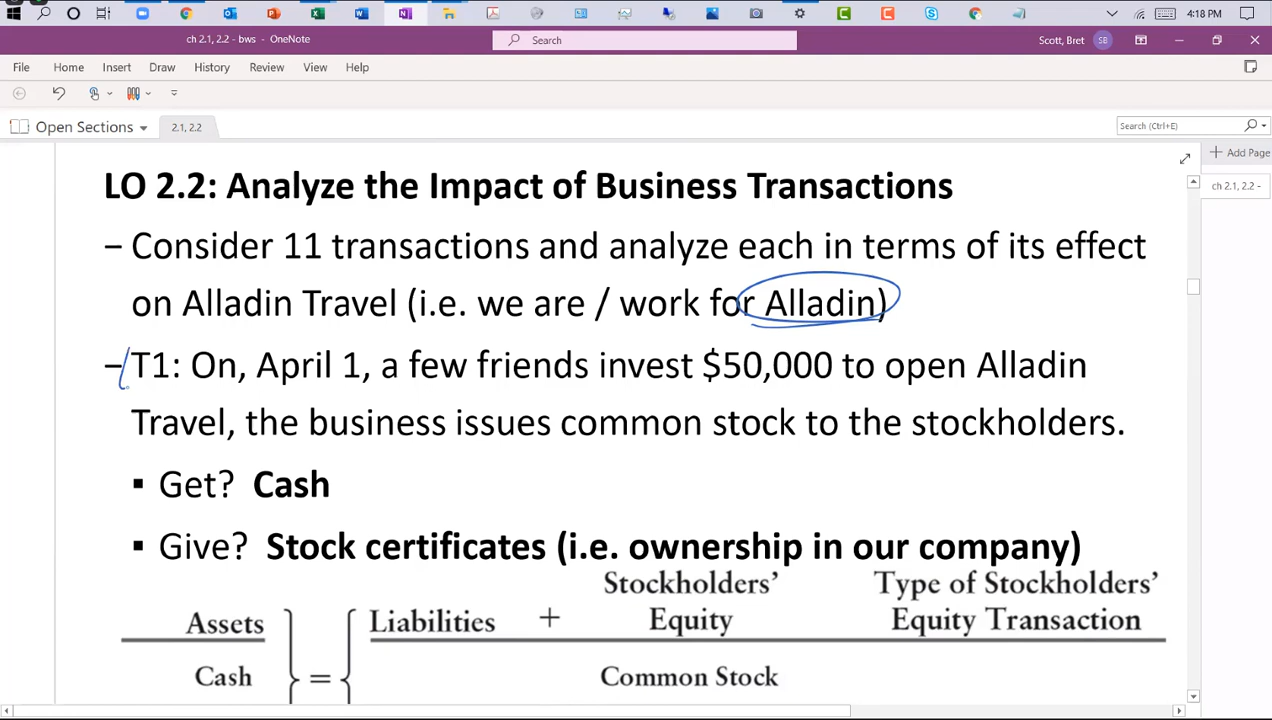 4:18 PM
ch 2.1, 2.2 - bws - OneNote
Search
Scott, Bret
SB
File Home Insert Draw History Review View Help
Open Sections
2.1, 2.2
Search (Ctrl+E)
Add Page
ch 2.1, 2.2 -
LO 2.2: Analyze the Impact of Business Transactions
– Consider 11 transactions and analyze each in terms of its effect
on Alladin Travel (i.e. we are / work for Alladin)
– T1: On, April 1, a few friends invest $50,000 to open Alladin
Travel, the business issues common stock to the stockholders.
▪ Get? Cash
▪ Give? Stock certificates (i.e. ownership in our company)
Stockholders’ Type of Stockholders’
Assets } = { Liabilities + Equity Equity Transaction
Cash Common Stock